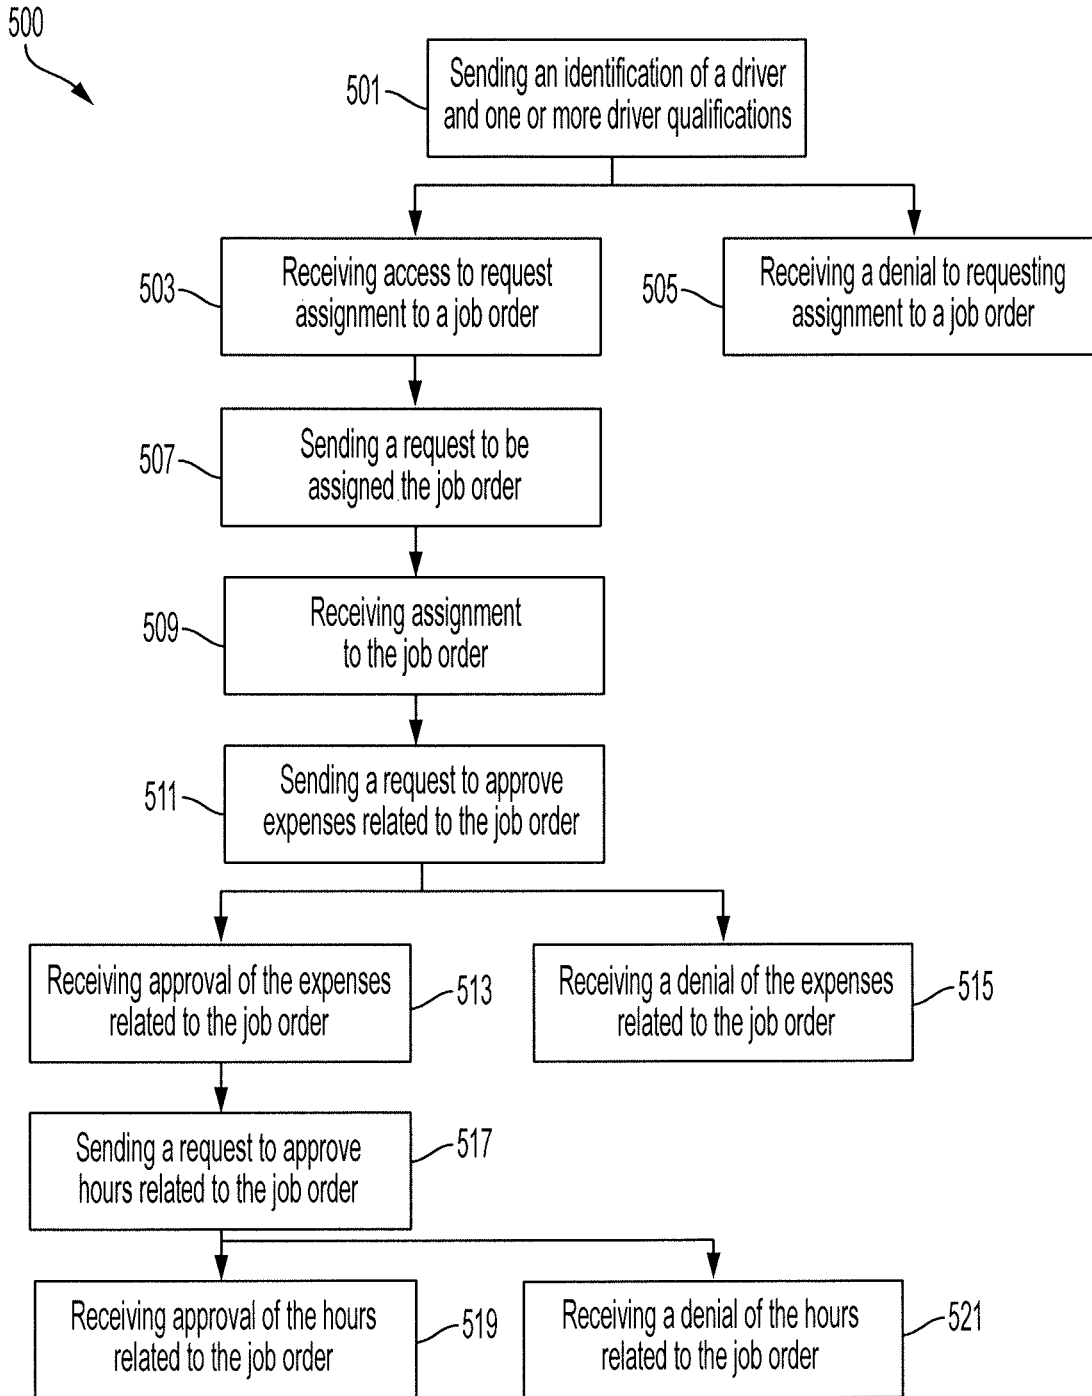 500
501
Sending an identification of a driver
and one or more driver qualifications
503
Receiving access to request
assignment to a job order
505
Receiving a denial to requesting
assignment to a job order
507
Sending a request to be
assigned the job order
509
Receiving assignment
to the job order
511
Sending a request to approve
expenses related to the job order
Receiving approval of the expenses
related to the job order
513
Receiving a denial of the expenses
related to the job order
515
Sending a request to approve
hours related to the job order
517
Receiving approval of the hours
related to the job order
519
Receiving a denial of the hours
related to the job order
521